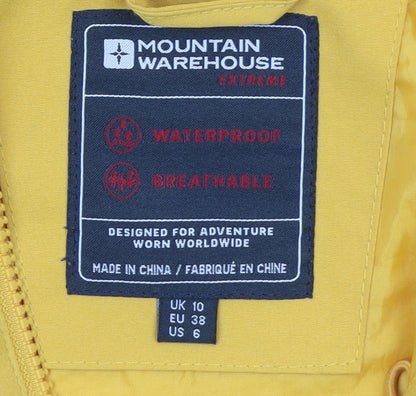 MOUNTAIN
WAREHOUSE
EXTREME
WATERPROOF
BREATHABLE
DESIGNED FOR ADVENTURE
WORN WORLDWIDE
MADE IN CHINA / FABRIQUÉ EN CHINE
UK 10
EU 38
US 6